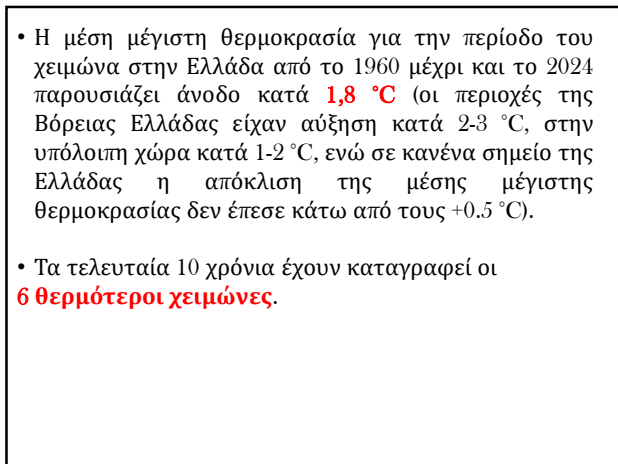 • Η μέση μέγιστη θερμοκρασία για την περίοδο του
χειμώνα στην Ελλάδα από το 1960 μέχρι και το 2024
παρουσιάζει άνοδο κατά 1,8 °C (οι περιοχές της
Βόρειας Ελλάδας είχαν αύξηση κατά 2-3 °C, στην
υπόλοιπη χώρα κατά 1-2 °C, ενώ σε κανένα σημείο της
Ελλάδας η απόκλιση της μέσης μέγιστης
θερμοκρασίας δεν έπεσε κάτω από τους +0.5 °C).
• Τα τελευταία 10 χρόνια έχουν καταγραφεί οι
6 θερμότεροι χειμώνες.